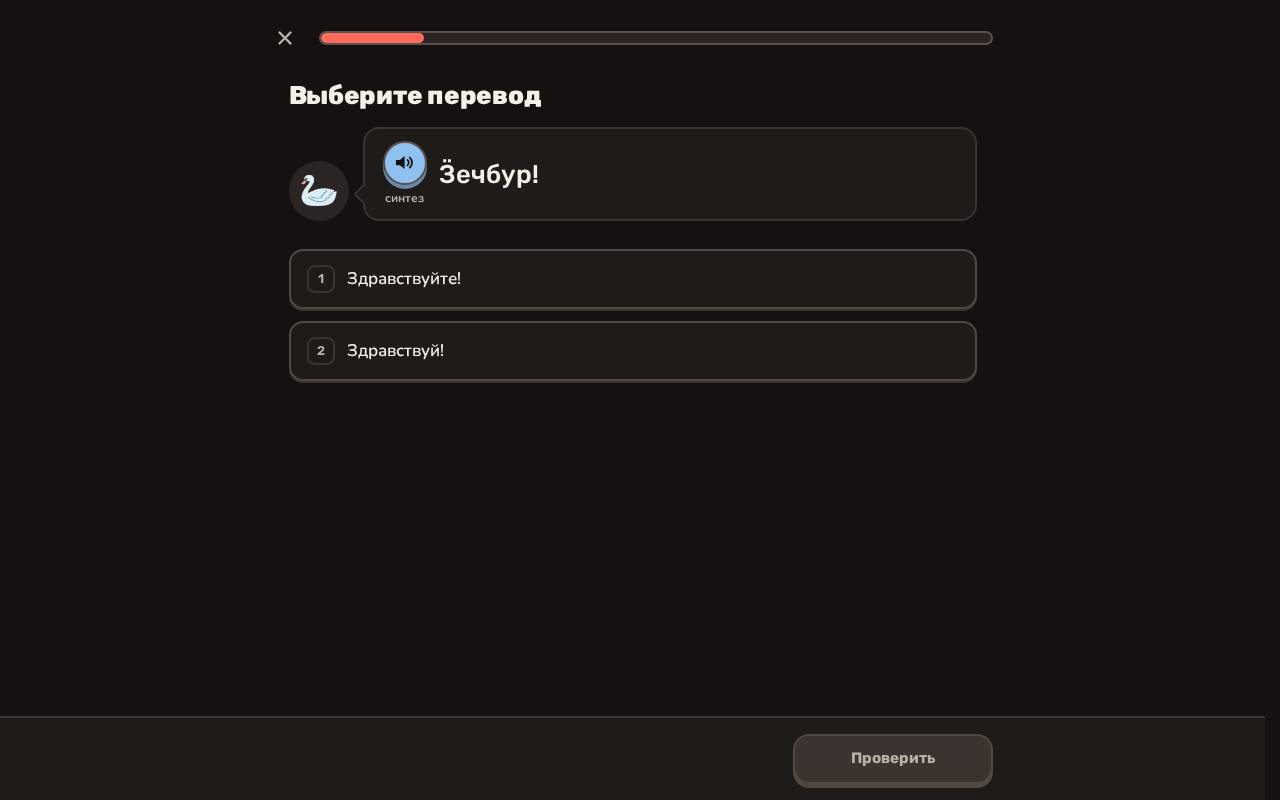 Выберите перевод
Ӟечбур!
синтез
1 Здравствуйте!
2 Здравствуй!
Проверить